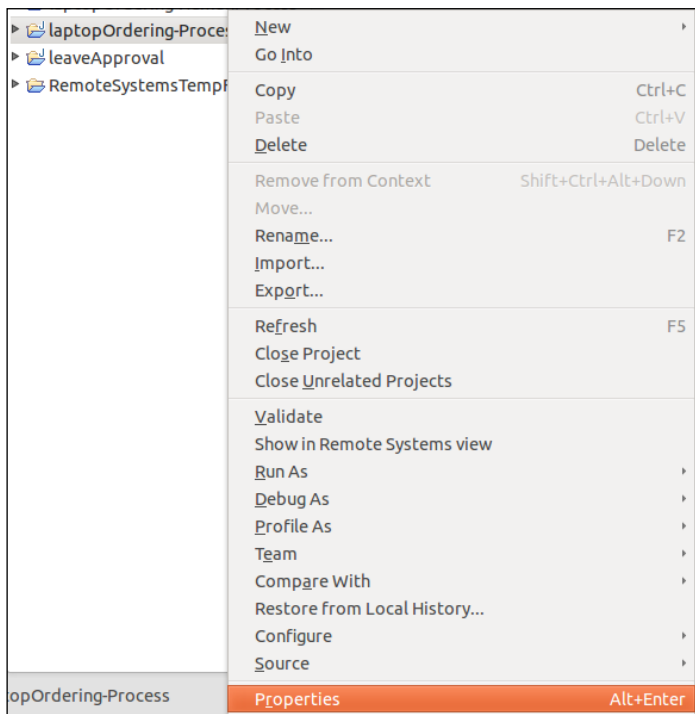 laptopOrdering-Proces
leaveApproval
RemoteSystemsTempF
New
Go Into
Copy Ctrl+C
Paste Ctrl+V
Delete Delete
Remove from Context Shift+Ctrl+Alt+Down
Move...
Rename... F2
Import...
Export...
Refresh F5
Close Project
Close Unrelated Projects
Validate
Show in Remote Systems view
Run As
Debug As
Profile As
Team
Compare With
Restore from Local History...
Configure
Source
topOrdering-Process
Properties Alt+Enter